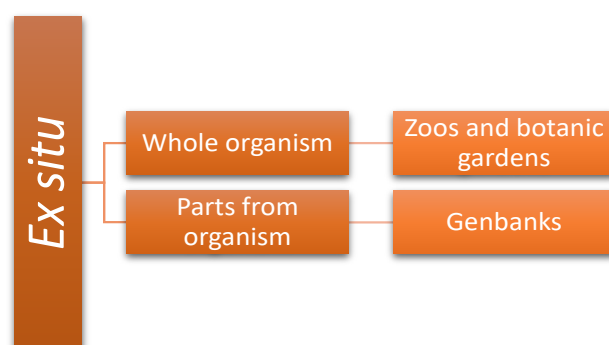 Ex situ
Whole organism
Zoos and botanic
gardens
Parts from
organism
Genbanks